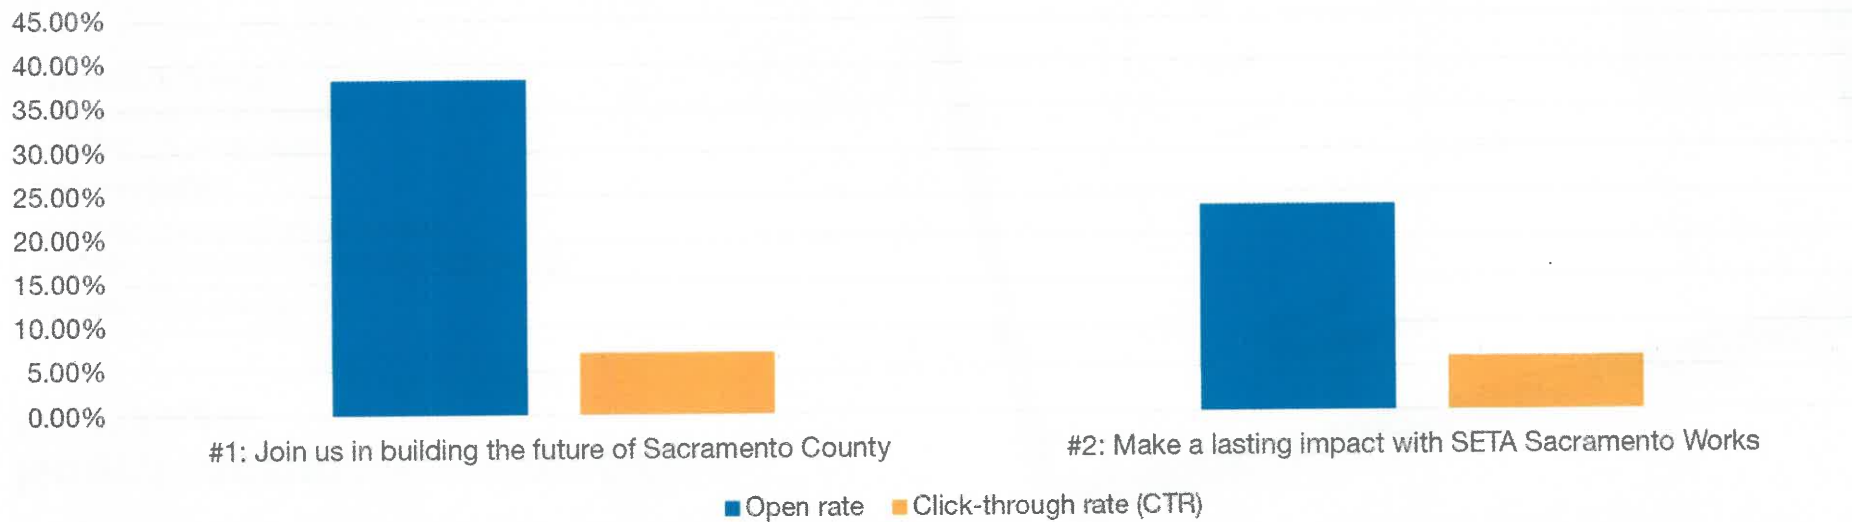 45.00%
40.00%
35.00%
30.00%
25.00%
20.00%
15.00%
10.00%
5.00%
0.00%
#1: Join us in building the future of Sacramento County
#2: Make a lasting impact with SETA Sacramento Works
Open rate
Click-through rate (CTR)